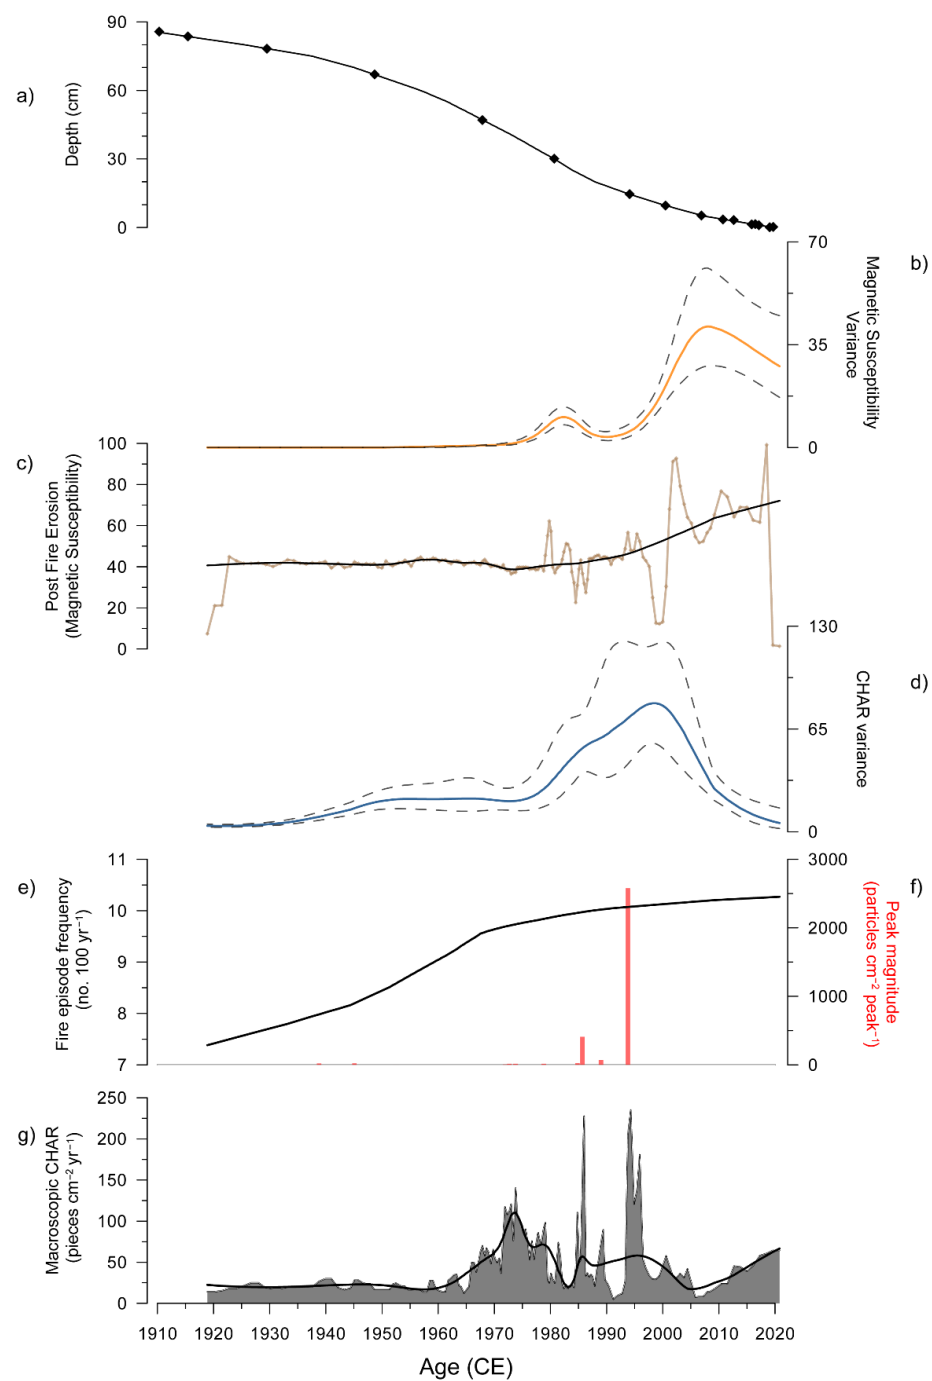 a)
Depth (cm)
90
60
30
0
b)
Magnetic Susceptibility
Variance
70
35
0
c)
Post Fire Erosion
(Magnetic Susceptibility)
100
80
60
40
20
0
d)
CHAR variance
130
65
0
e)
Fire episode frequency
(no. 100 yr⁻¹)
11
10
9
8
7
f)
Peak magnitude
(particles cm⁻² peak⁻¹)
3000
2000
1000
0
g)
Macroscopic CHAR
(pieces cm⁻² yr⁻¹)
250
200
150
100
50
0
1910 1920 1930 1940 1950 1960 1970 1980 1990 2000 2010 2020
Age (CE)